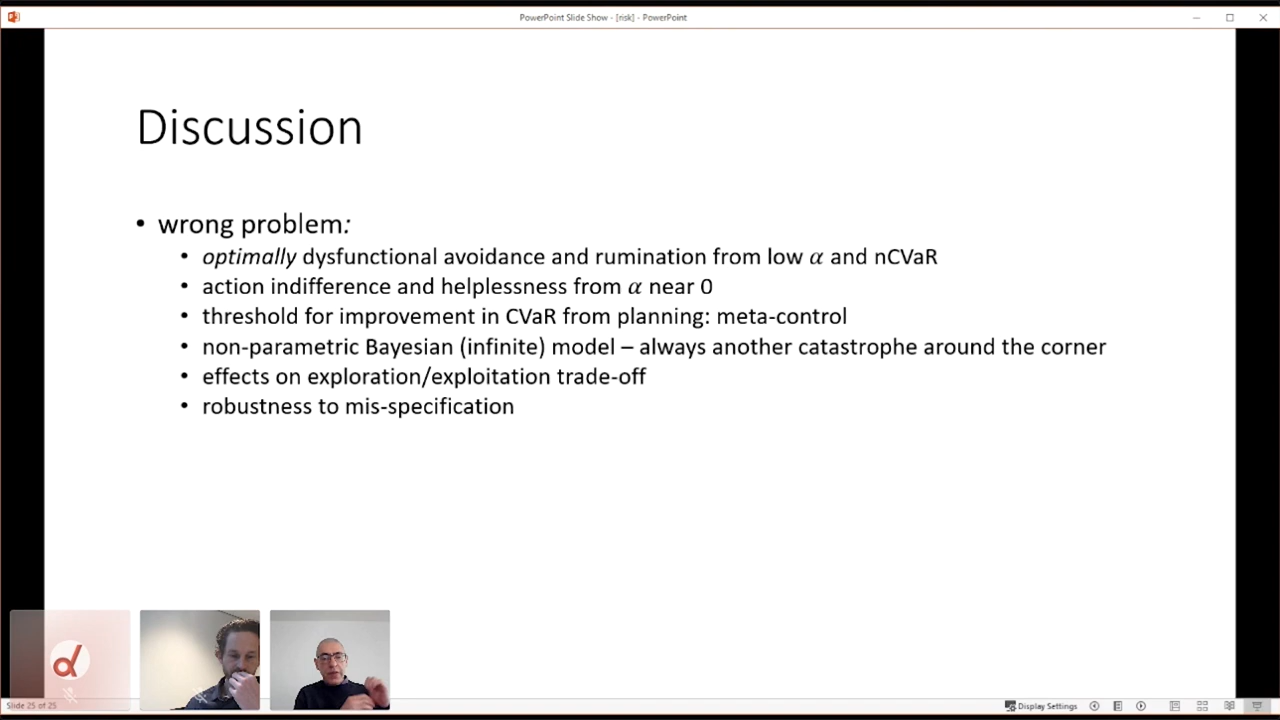 PowerPoint Slide Show - [risk] - PowerPoint
Discussion
• wrong problem:
• optimally dysfunctional avoidance and rumination from low α and nCVaR
• action indifference and helplessness from α near 0
• threshold for improvement in CVaR from planning: meta-control
• non-parametric Bayesian (infinite) model – always another catastrophe around the corner
• effects on exploration/exploitation trade-off
• robustness to mis-specification
Slide 25 of 25
Display Settings